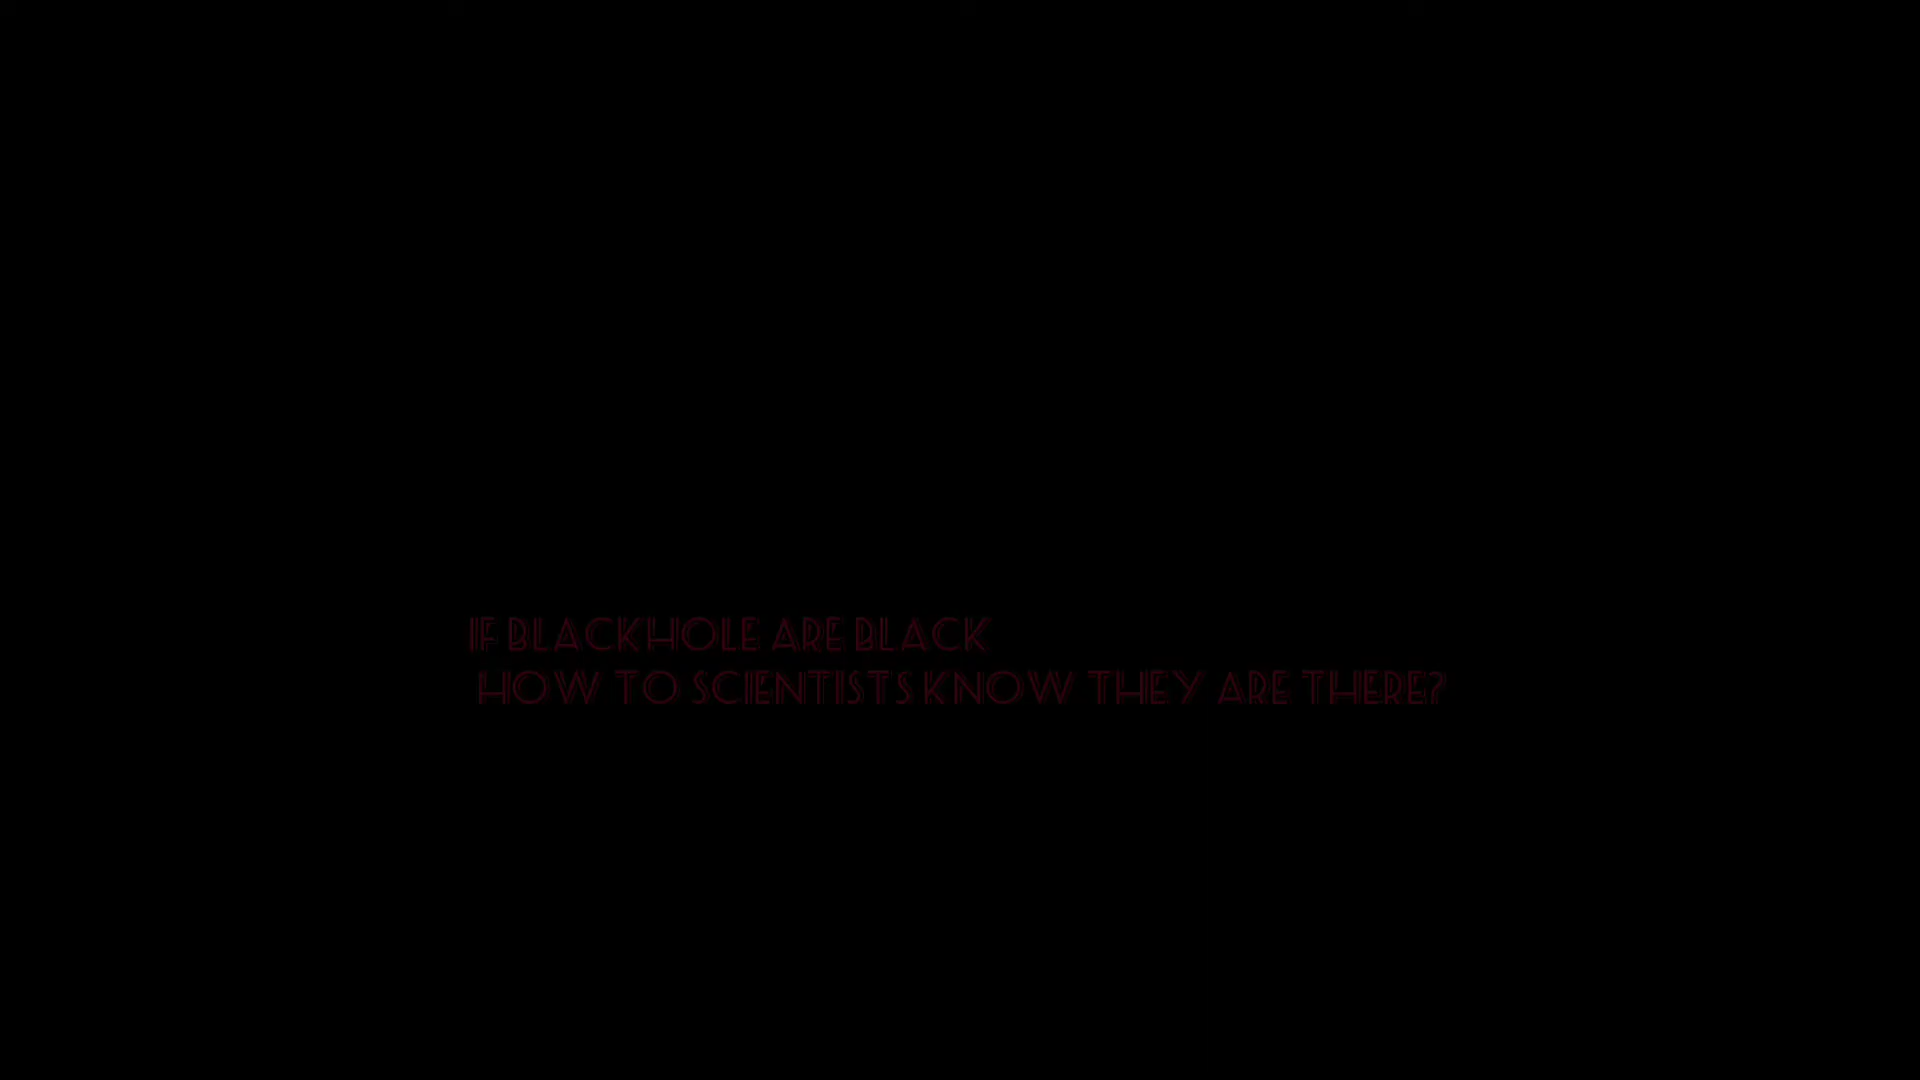 IF BLACKHOLE ARE BLACK
HOW TO SCIENTISTS KNOW THEY ARE THERE?